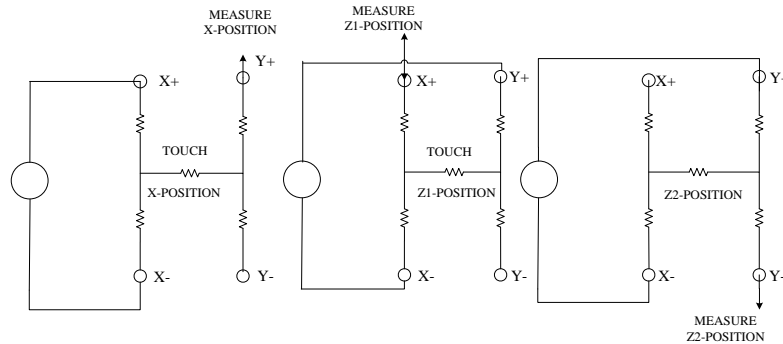 MEASURE
X-POSITION
X+
Y+
TOUCH
X-POSITION
X-
Y-
MEASURE
Z1-POSITION
X+
Y+
TOUCH
Z1-POSITION
X-
Y-
X+
Y+
Z2-POSITION
X-
Y-
MEASURE
Z2-POSITION